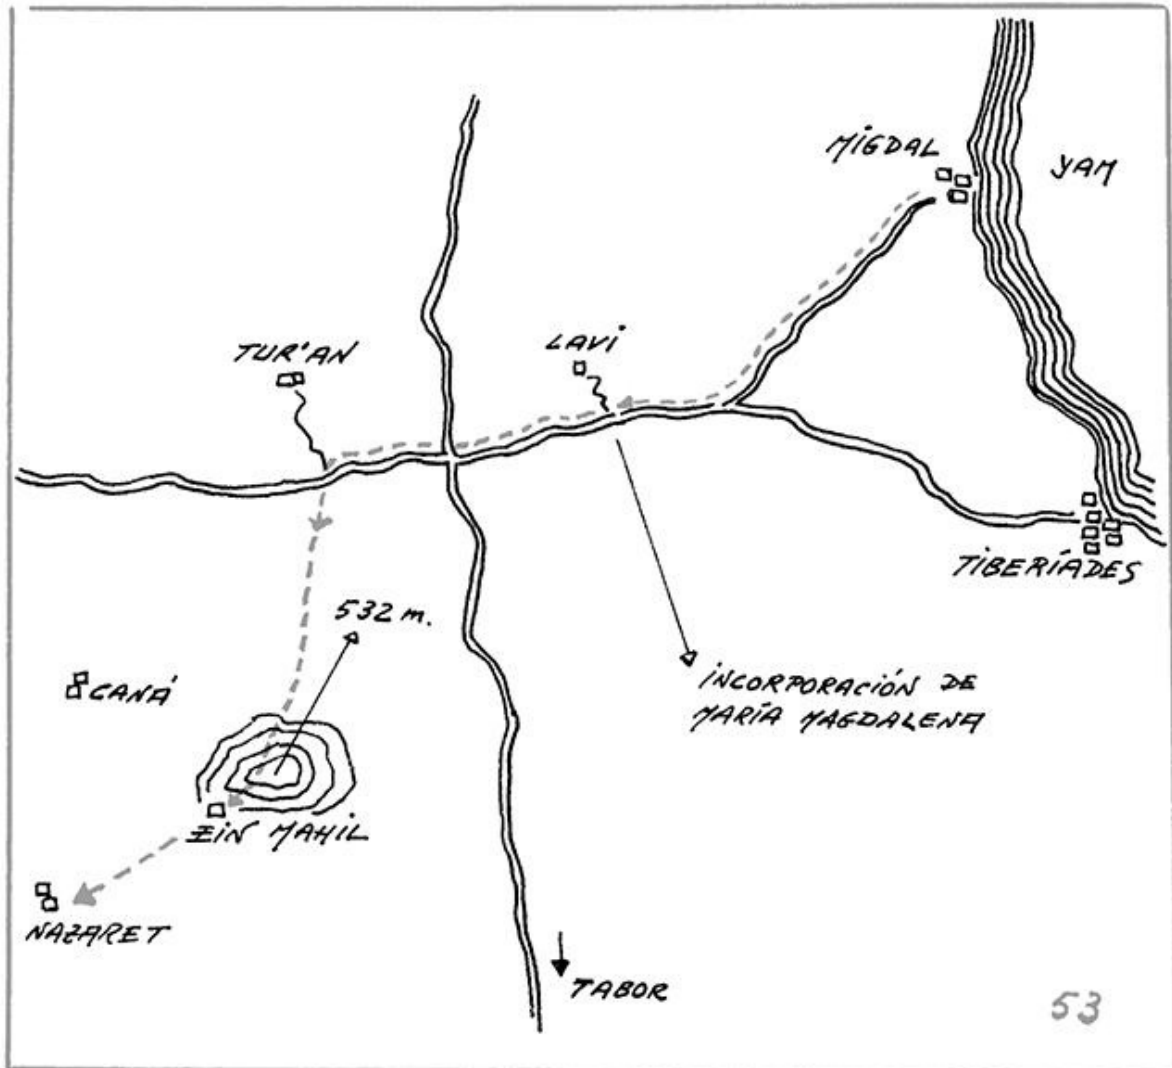 MIGDAL
YAM
TUR'AN
LAVI
TIBERÍADES
532 m.
INCORPORACIÓN DE
MARÍA MAGDALENA
CANÁ
EIN MAHIL
NAZARET
TABOR
53